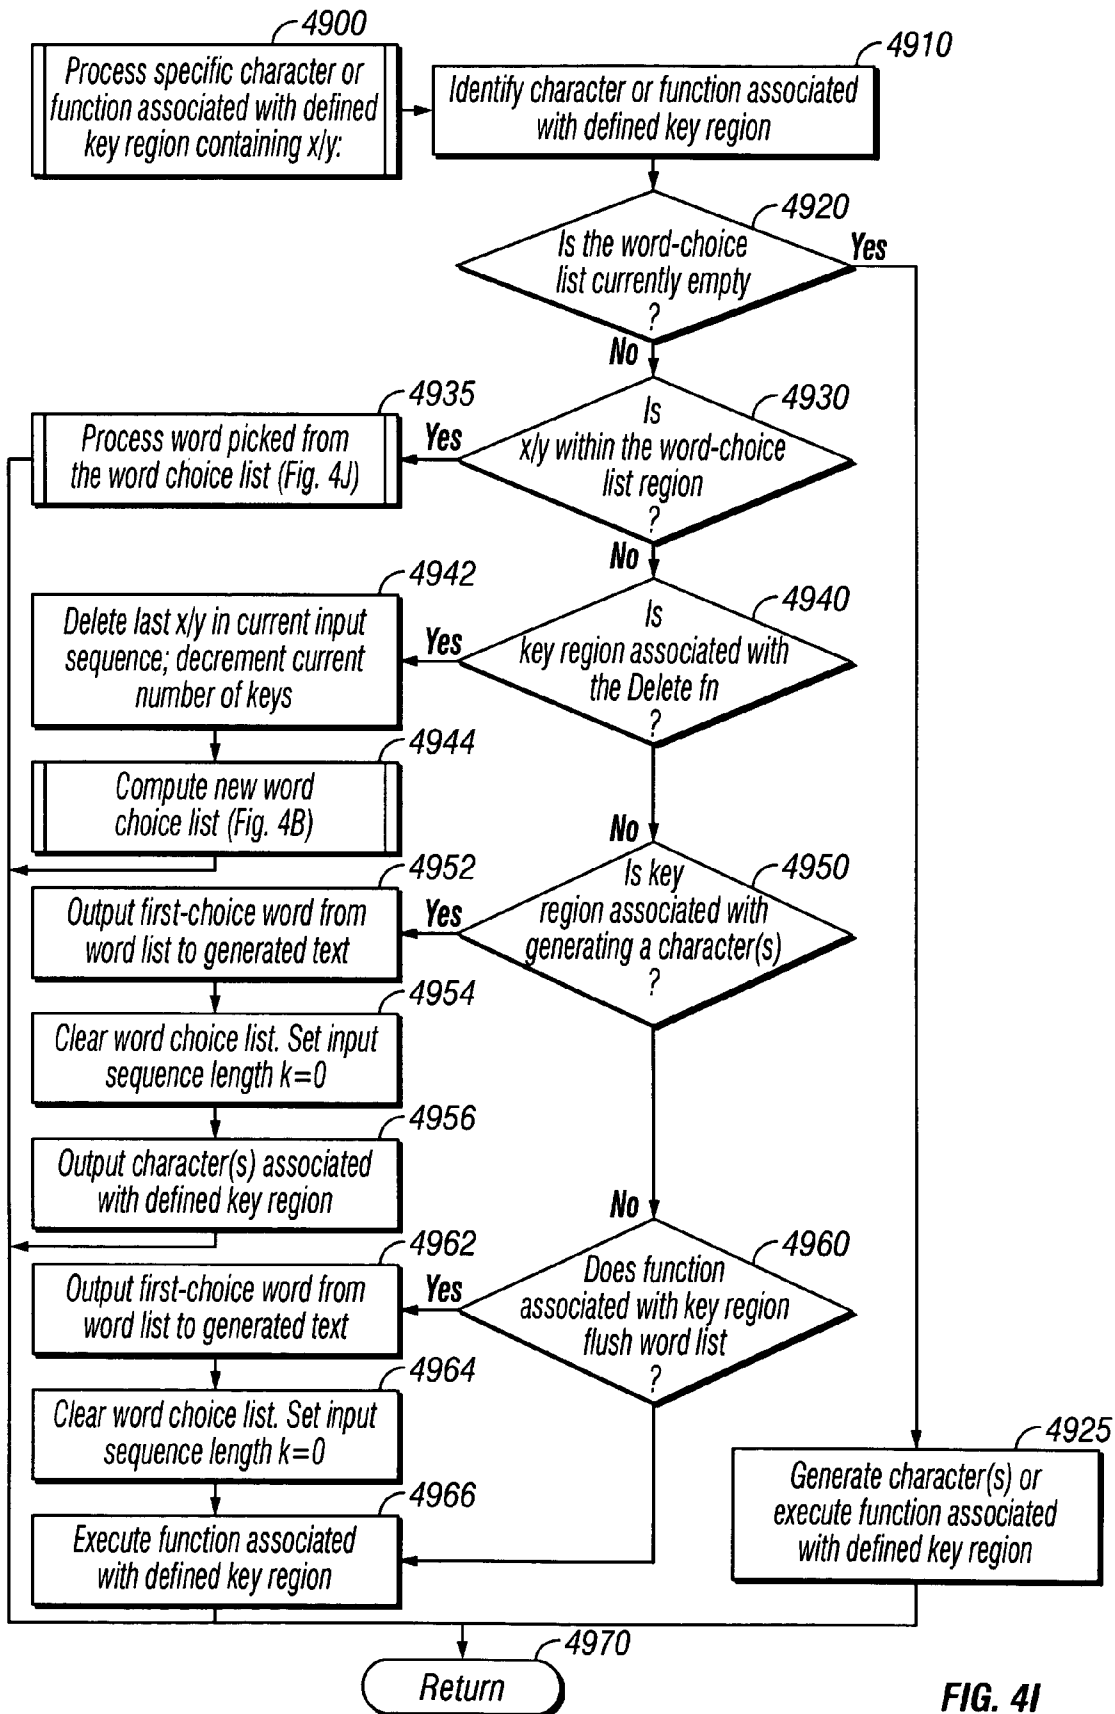 4900
Process specific character or
function associated with defined
key region containing x/y:
4910
Identify character or function associated
with defined key region
4920
Is the word-choice
list currently empty
?
Yes
No
4930
Is
x/y within the word-choice
list region
?
Yes
4935
Process word picked from
the word choice list (Fig. 4J)
No
4940
Is
key region associated with
the Delete fn
?
Yes
4942
Delete last x/y in current input
sequence; decrement current
number of keys
4944
Compute new word
choice list (Fig. 4B)
No
4950
Is key
region associated with
generating a character(s)
?
Yes
4952
Output first-choice word from
word list to generated text
4954
Clear word choice list. Set input
sequence length k=0
4956
Output character(s) associated
with defined key region
No
4960
Does function
associated with key region
flush word list
?
Yes
4962
Output first-choice word from
word list to generated text
4964
Clear word choice list. Set input
sequence length k=0
4966
Execute function associated
with defined key region
4925
Generate character(s) or
execute function associated
with defined key region
4970
Return
FIG. 4I